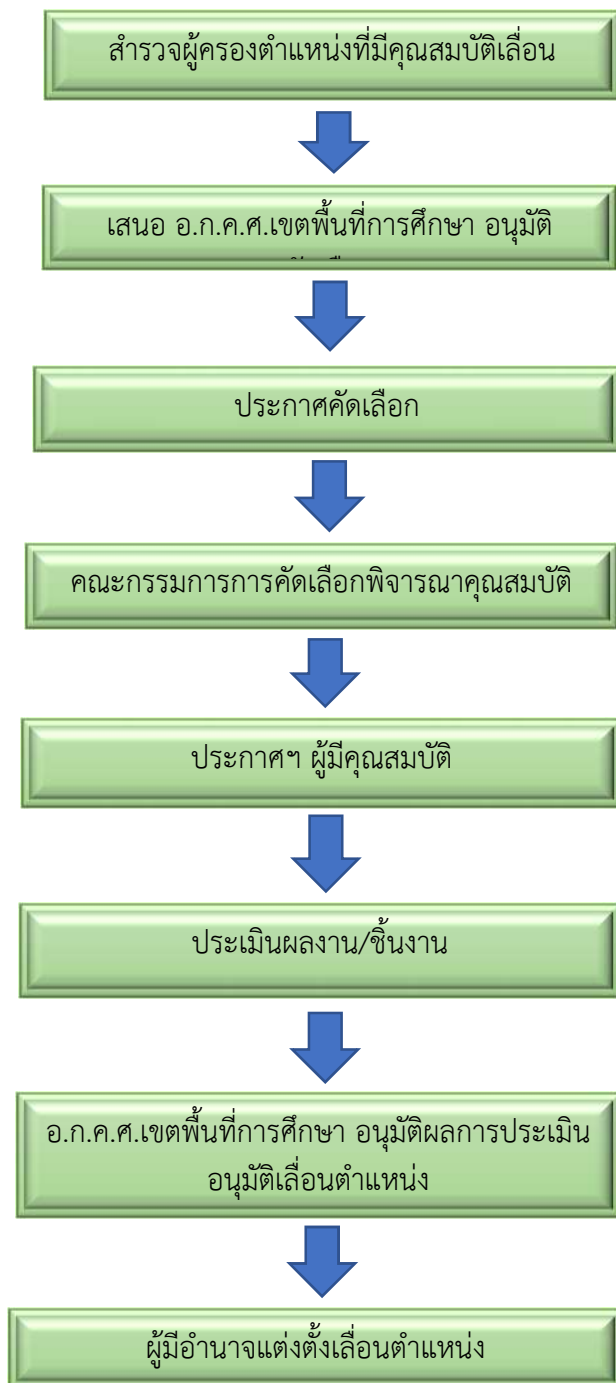 สำรวจผู้ครองตำแหน่งที่มีคุณสมบัติเลื่อน
เสนอ อ.ก.ค.ศ.เขตพื้นที่การศึกษา อนุมัติ
ประกาศคัดเลือก
คณะกรรมการการคัดเลือกพิจารณาคุณสมบัติ
ประกาศฯ ผู้มีคุณสมบัติ
ประเมินผลงาน/ชิ้นงาน
อ.ก.ค.ศ.เขตพื้นที่การศึกษา อนุมัติผลการประเมิน
อนุมัติเลื่อนตำแหน่ง
ผู้มีอำนาจแต่งตั้งเลื่อนตำแหน่ง